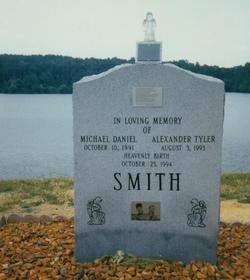 IN LOVING MEMORY
OF
MICHAEL DANIEL ALEXANDER TYLER
OCTOBER 10, 1991 AUGUST 5, 1993
HEAVENLY BIRTH
OCTOBER 25, 1994
SMITH